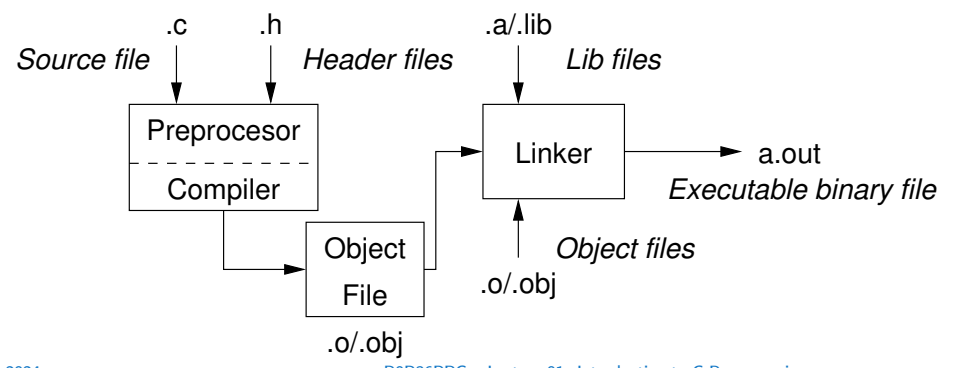 .c
.h
.a/.lib
Source file
Header files
Lib files
Preprocesor
Compiler
Linker
a.out
Executable binary file
Object
File
Object files
.o/.obj
.o/.obj